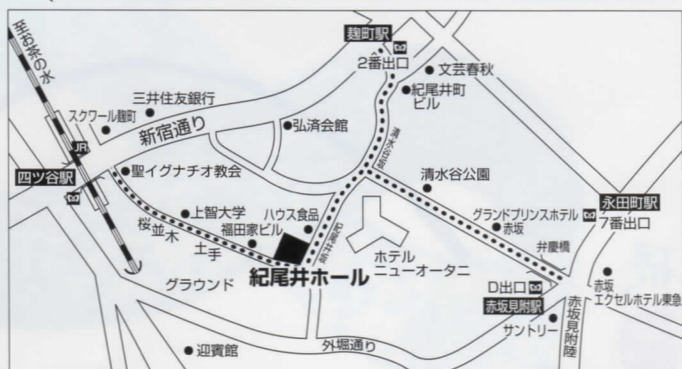 至お茶の水
麹町駅
2番出口
文芸春秋
紀尾井町
ビル
三井住友銀行
スクワール麹町
新宿通り
弘済会館
清水谷坂
JR
四ツ谷駅
聖イグナチオ教会
清水谷公園
上智大学
ハウス食品
福田家ビル
桜並木土手
紀尾井坂
グランドプリンスホテル
赤坂
永田町駅
7番出口
弁慶橋
ホテル
ニューオータニ
紀尾井ホール
グラウンド
D出口
赤坂見附駅
赤坂
エクセルホテル東急
サントリー
赤坂見附陸
外堀通り
迎賓館